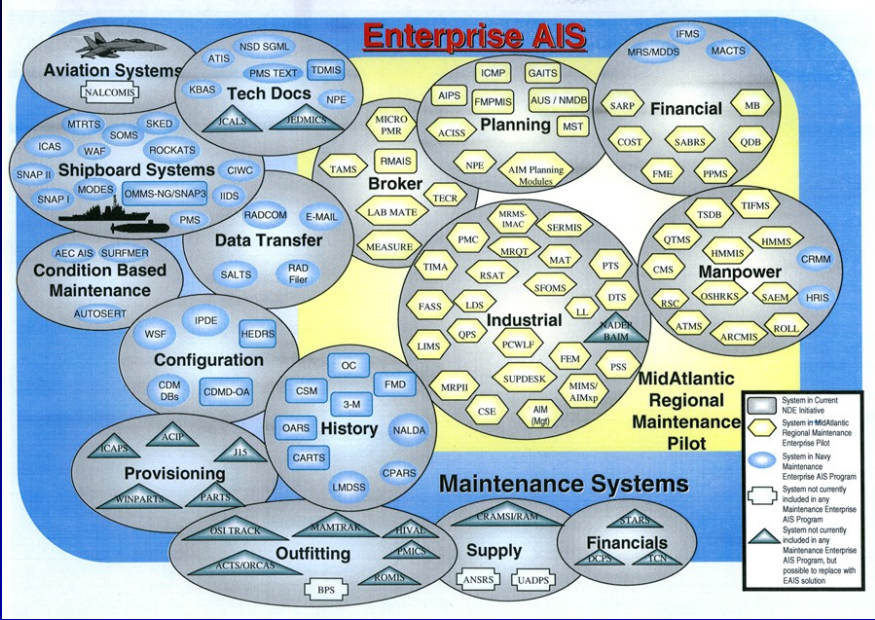 Enterprise AIS
Aviation Systems
NALCOMIS
NSD SGML
ATIS
PMS TEXT
TDMIS
KBAS
Tech Docs
NPE
JCALS
JEDMICS
MTRTS
SKED
SOMS
ICAS
WAF
ROCKATS
Shipboard Systems
CIWC
SNAP II
MODES
OMMS-NG/SNAP3
IIDS
SNAP I
PMS
RADCOM
E-MAIL
Data Transfer
SALTS
RAD
Filer
AEC AIS
SURFMER
Condition Based
Maintenance
AUTOSERT
WSF
IPDE
HEDRS
Configuration
CDM
DBs
CDMD-OA
OC
CSM
FMD
3-M
OARS
History
NALDA
CARTS
LMDSS
CPARS
ICAPS
ACIP
J15
Provisioning
WINPARTS
PARTS
OSI TRACK
MAMTRAK
HIVAL
Outfitting
PMICS
ACTS/ORCAS
ROMIS
BPS
CRAMSI/RAM
Supply
ANSRS
UADPS
STARS
Financials
DCPS
TCN
MICRO
PMR
TAMS
RMAIS
Broker
TECR
LAB MATE
MEASURE
ICMP
GAITS
AIPS
FMPMIS
AUS / NMDB
ACISS
Planning
MST
NPE
AIM Planning
Modules
IFMS
MRS/MDDS
MACTS
SARP
Financial
MB
COST
SABRS
QDB
FME
PPMS
TSDB
TIFMS
QTMS
HMMIS
HMMS
CMS
Manpower
CRMM
RSC
OSHRKS
SAEM
HRIS
ATMS
ARCMIS
ROLL
MRMS-
IMAC
SERMIS
PMC
MRQT
TIMA
RSAT
MAT
PTS
SFOMS
FASS
LDS
DTS
Industrial
LL
NADEP
BAIM
LIMS
QPS
PCWLF
FEM
PSS
SUPDESK
MRPII
MIMS/
AIMxp
CSE
AIM
(Mgt)
MidAtlantic
Regional
Maintenance
Pilot
Maintenance Systems
System in Current
NDE Initiative
System in MidAtlantic
Regional Maintenance
Enterprise Pilot
System in Navy
Maintenance
Enterprise AIS Program
System not currently
included in any
Maintenance Enterprise
AIS Program
System not currently
included in any
Maintenance Enterprise
AIS Program, but
possible to replace with
EAIS solution